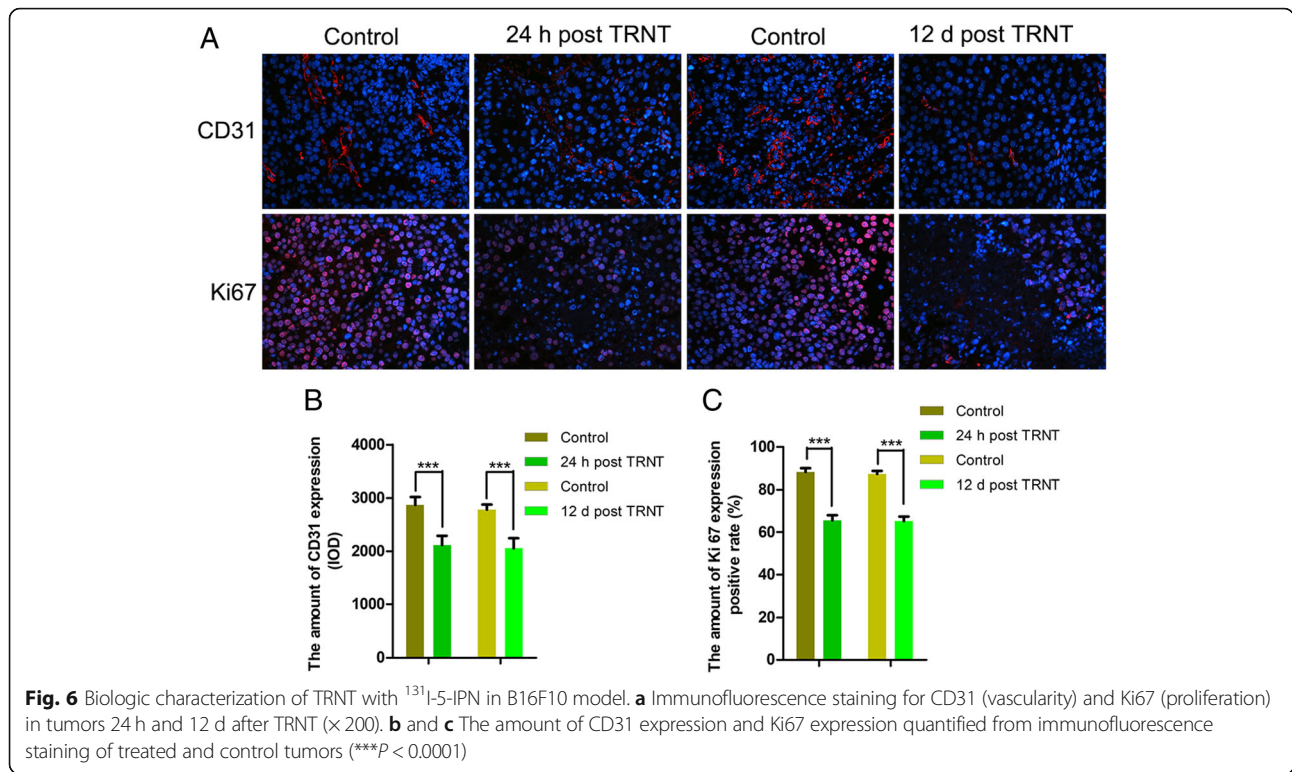 A
Control 24 h post TRNT Control 12 d post TRNT
CD31
Ki67
B
The amount of CD31 expression
(IOD)
4000
3000
2000
1000
0
***
***
Control
24 h post TRNT
Control
12 d post TRNT
C
The amount of Ki 67 expression
positive rate (%)
100
80
60
40
20
0
***
***
Control
24 h post TRNT
Control
12 d post TRNT
Fig. 6 Biologic characterization of TRNT with ¹³¹I-5-IPN in B16F10 model. a Immunofluorescence staining for CD31 (vascularity) and Ki67 (proliferation)
in tumors 24 h and 12 d after TRNT (× 200). b and c The amount of CD31 expression and Ki67 expression quantified from immunofluorescence
staining of treated and control tumors (***P < 0.0001)